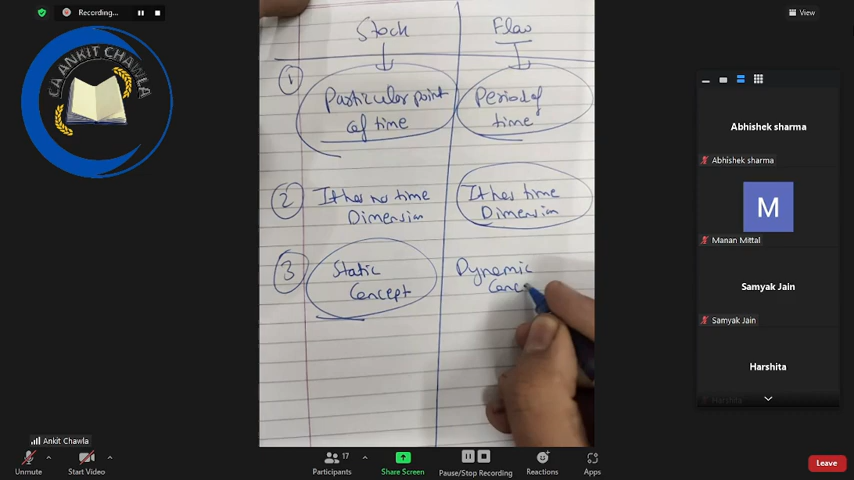 Recording...
View
CA ANKIT CHAWLA
Stock
Flow
1
Particular point
of time
Period of
time
2
It has no time
Dimension
It has time
Dimension
3
Static
Concept
Dynamic
Conc
Abhishek sharma
Abhishek sharma
M
Manan Mittal
Samyak Jain
Samyak Jain
Harshita
Harshita
Ankit Chawla
Unmute
Start Video
17
Participants
Share Screen
Pause/Stop Recording
Reactions
Apps
Leave